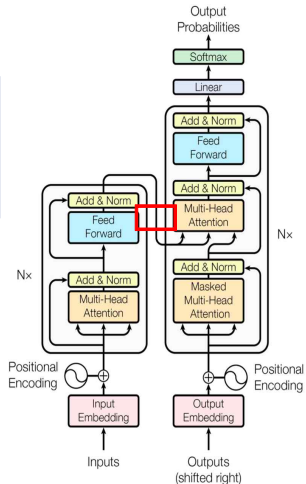 Output
Probabilities
Softmax
Linear
Add & Norm
Feed
Forward
Add & Norm
Multi-Head
Attention
Add & Norm
Masked
Multi-Head
Attention
Nx
Positional
Encoding
Output
Embedding
Outputs
(shifted right)
Add & Norm
Feed
Forward
Add & Norm
Multi-Head
Attention
Nx
Positional
Encoding
Input
Embedding
Inputs